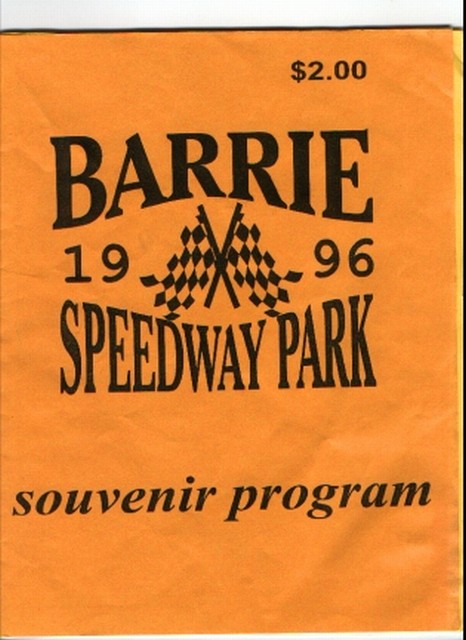 $2.00
BARRIE
19 96
SPEEDWAY PARK
souvenir program